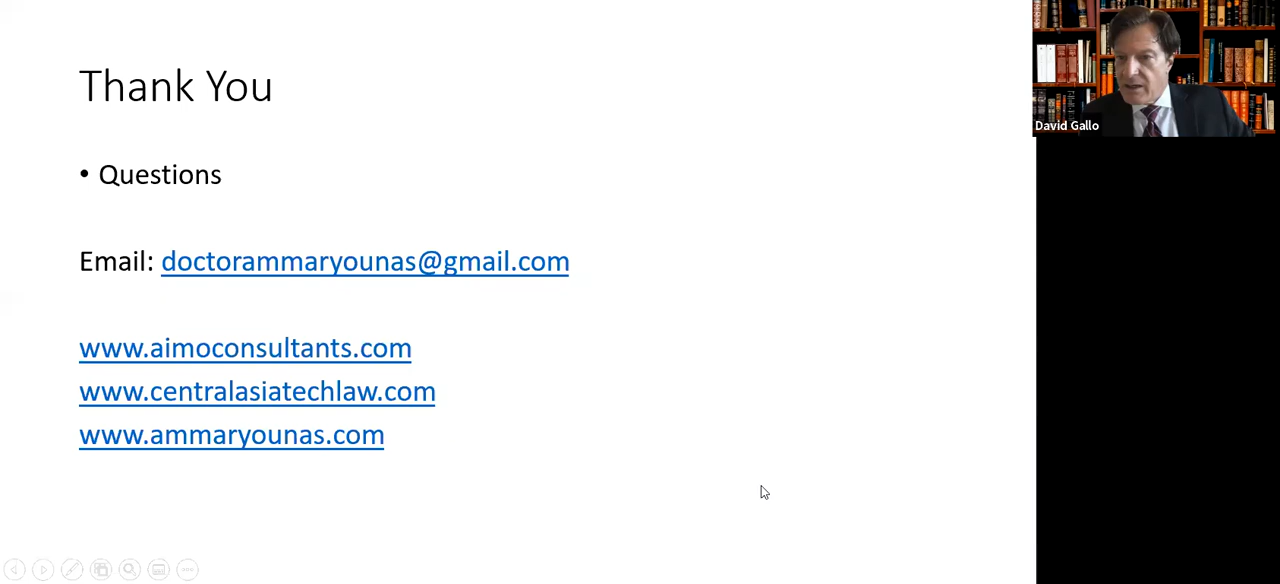 Thank You
• Questions
Email: doctorammaryounas@gmail.com
www.aimoconsultants.com
www.centralasiatechlaw.com
www.ammaryounas.com
David Gallo